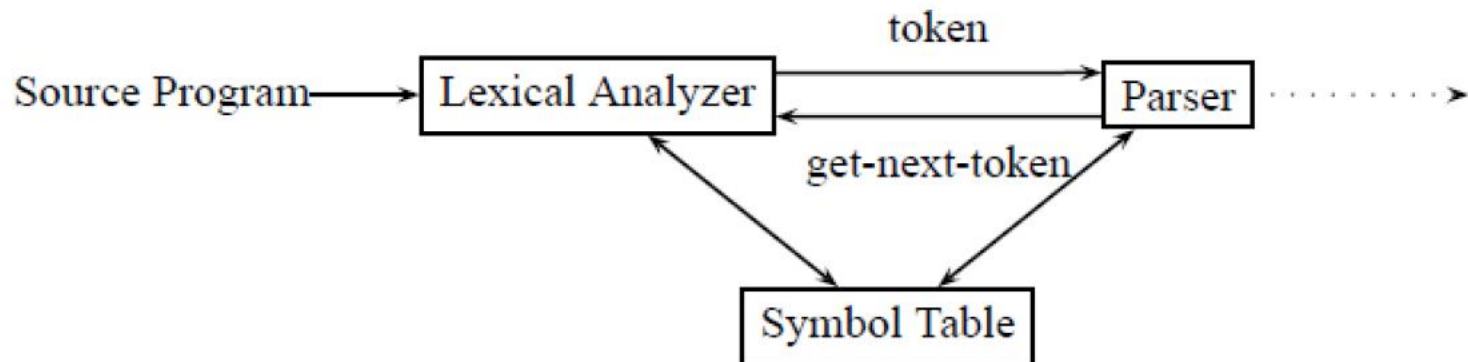 token
Source Program
Lexical Analyzer
Parser
get-next-token
Symbol Table